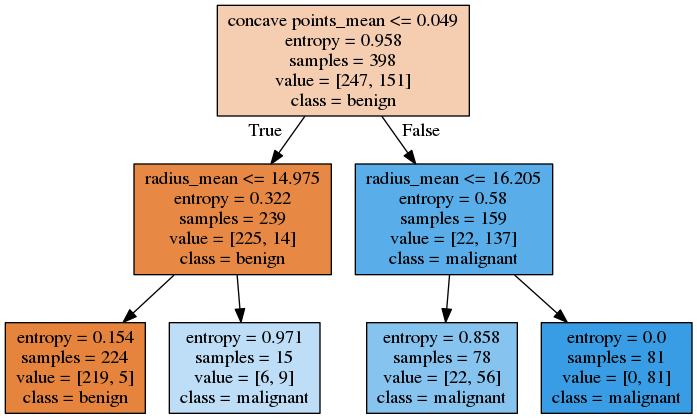 concave points_mean <= 0.049
entropy = 0.958
samples = 398
value = [247, 151]
class = benign
True
False
radius_mean <= 14.975
entropy = 0.322
samples = 239
value = [225, 14]
class = benign
radius_mean <= 16.205
entropy = 0.58
samples = 159
value = [22, 137]
class = malignant
entropy = 0.154
samples = 224
value = [219, 5]
class = benign
entropy = 0.971
samples = 15
value = [6, 9]
class = malignant
entropy = 0.858
samples = 78
value = [22, 56]
class = malignant
entropy = 0.0
samples = 81
value = [0, 81]
class = malignant